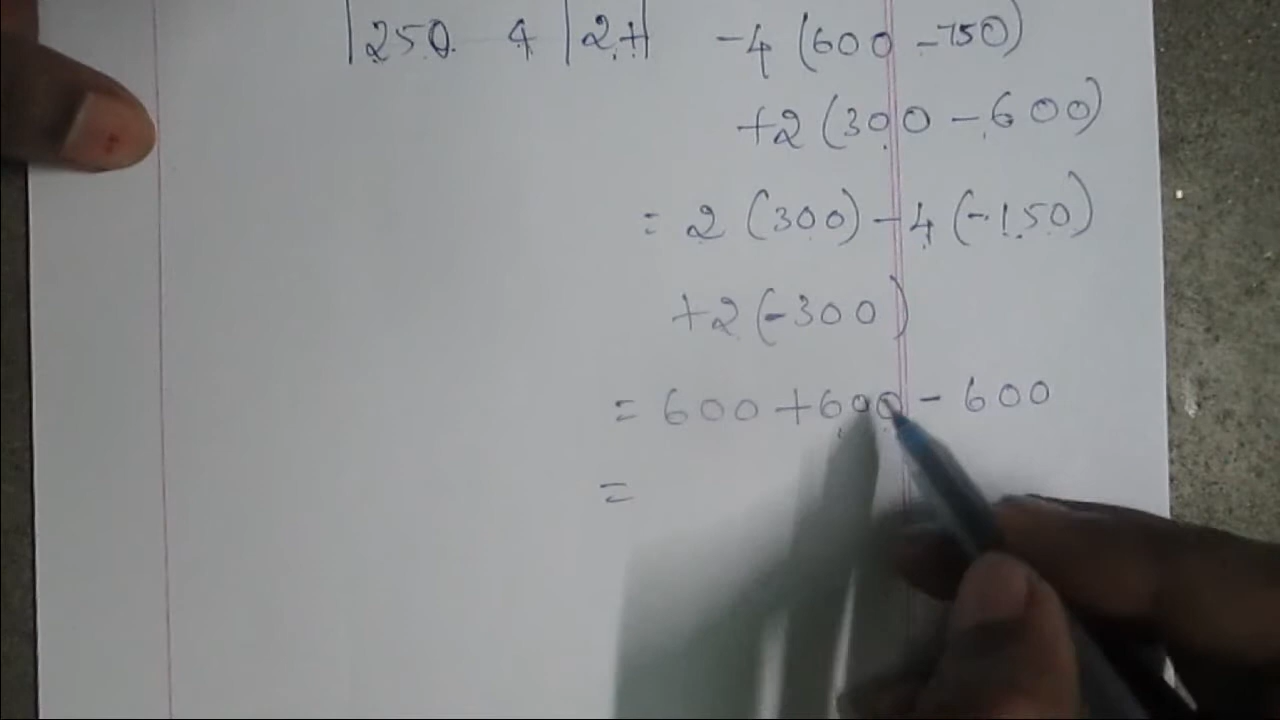 |250 4 |2+| -4 (600 - 750)
+2 (300 - 600)
= 2 (300) - 4 (-150)
+2 (-300)
= 600 + 600 - 600
=